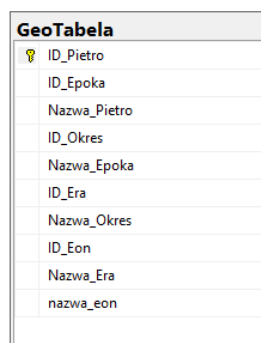 GeoTabela
ID_Pietro
ID_Epoka
Nazwa_Pietro
ID_Okres
Nazwa_Epoka
ID_Era
Nazwa_Okres
ID_Eon
Nazwa_Era
nazwa_eon